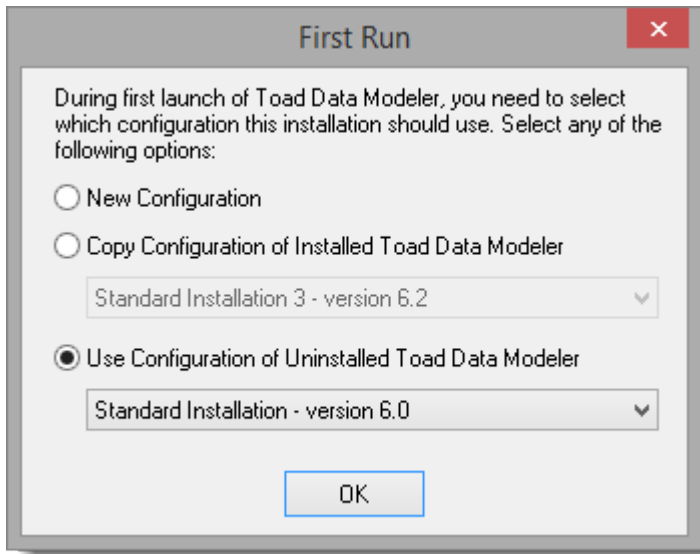 First Run
During first launch of Toad Data Modeler, you need to select
which configuration this installation should use. Select any of the
following options:
New Configuration
Copy Configuration of Installed Toad Data Modeler
Standard Installation 3 - version 6.2
Use Configuration of Uninstalled Toad Data Modeler
Standard Installation - version 6.0
OK